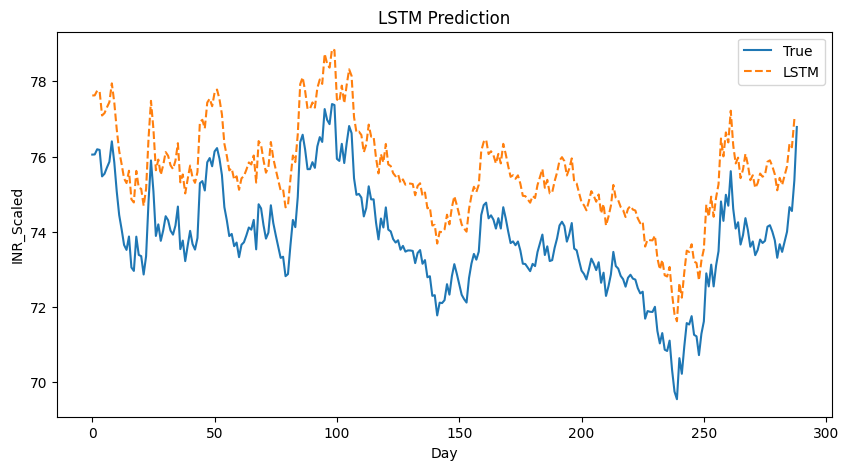 LSTM Prediction
True
LSTM
INR_Scaled
78
76
74
72
70
0 50 100 150 200 250 300
Day